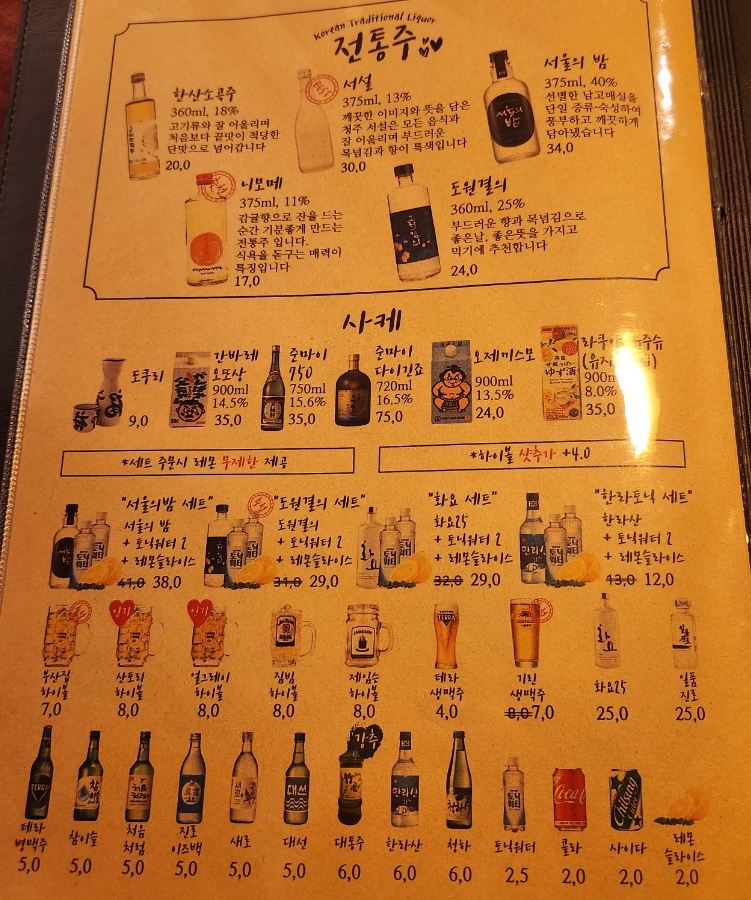 Korean Traditional Liquor
전통주
한산소곡주
360ml, 18%
고기류와 잘 어울리며
처음보다 끝맛이 적당한
단맛으로 넘어갑니다
20,0
서설
375ml, 13%
깨끗한 이미지와 뜻을 담은
청주 서설은 모든 음식과
잘 어울리며 부드러운
목넘김과 향이 특색입니다
30,0
서울의 밤
375ml, 40%
선별한 남고매실을
단일 증류·숙성하여
풍부하고 깨끗하게
담아냈습니다
34,0
니모메
375ml, 11%
감귤향으로 잔을 드는
순간 기분좋게 만드는
전통주 입니다.
식욕을 돋구는 매력이
특징입니다
17,0
도원결의
360ml, 25%
부드러운 향과 목넘김으로
좋은날, 좋은뜻을 가지고
먹기에 추천합니다
24,0
사케
도쿠리
9,0
간바레
오또상
900ml
14.5%
35,0
준마이
750
750ml
15.6%
35,0
준마이
다이긴죠
720ml
16.5%
75,0
오제끼스모
900ml
13.5%
24,0
8.0%
35,0
*세트 주문시 레몬 무제한 제공
*하이볼 샷추가 +4.0
"서울의밤 세트"
서울의 밤
+ 토닉워터 2
+ 레몬슬라이스
41,0 38,0
"도원결의 세트"
도원결의
+ 토닉워터 2
+ 레몬슬라이스
31,0 29,0
"화요 세트"
화요25
+ 토닉워터 2
+ 레몬슬라이스
32,0 29,0
"한라토닉 세트"
한라산
+ 토닉워터 2
+ 레몬슬라이스
13,0 12,0
인기
인기
부산집
하이볼
7,0
산토리
하이볼
8,0
얼그레이
하이볼
8,0
짐빔
하이볼
8,0
제임슨
하이볼
8,0
테라
생맥주
4,0
기린
생맥주
8,0 7,0
화요25
25,0
일품
진로
25,0
강추
테라
병맥주
5,0
참이슬
5,0
처음
처럼
5,0
진로
이즈백
5,0
새로
5,0
대선
5,0
대통주
6,0
한라산
6,0
청하
6,0
토닉워터
2,5
콜라
2,0
사이다
2,0
레몬
슬라이스
2,0